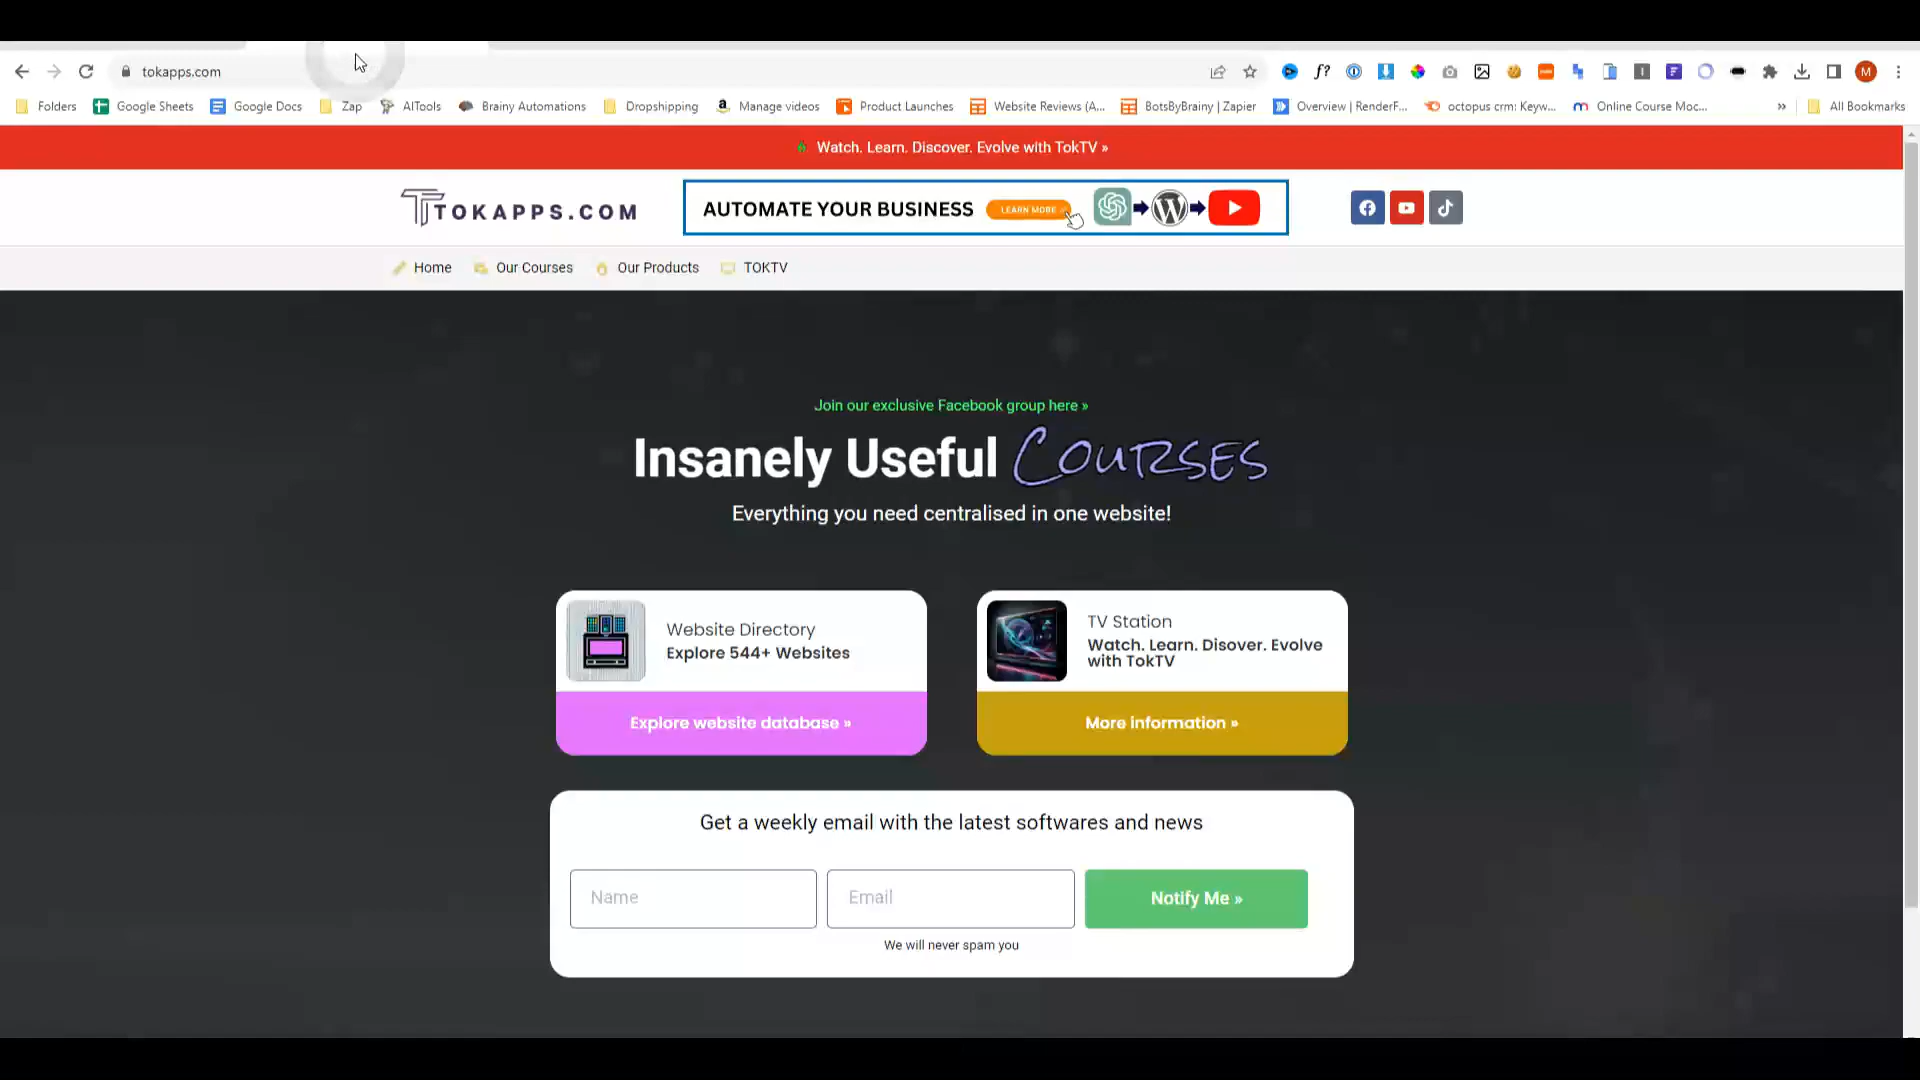 tokapps.com
f?
M
Folders
Google Sheets
Google Docs
Zap
AITools
Brainy Automations
Dropshipping
Manage videos
Product Launches
Website Reviews (A...
BotsByBrainy | Zapier
Overview | RenderF...
octopus crm: Keyw...
Online Course Moc...
»
All Bookmarks
Watch. Learn. Discover. Evolve with TokTV »
TOKAPPS.COM
AUTOMATE YOUR BUSINESS
LEARN MORE
Home
Our Courses
Our Products
TOKTV
Join our exclusive Facebook group here »
Insanely Useful Courses
Everything you need centralised in one website!
Website Directory
Explore 544+ Websites
Explore website database »
TV Station
Watch. Learn. Disover. Evolve
with TokTV
More information »
Get a weekly email with the latest softwares and news
Name
Email
Notify Me »
We will never spam you